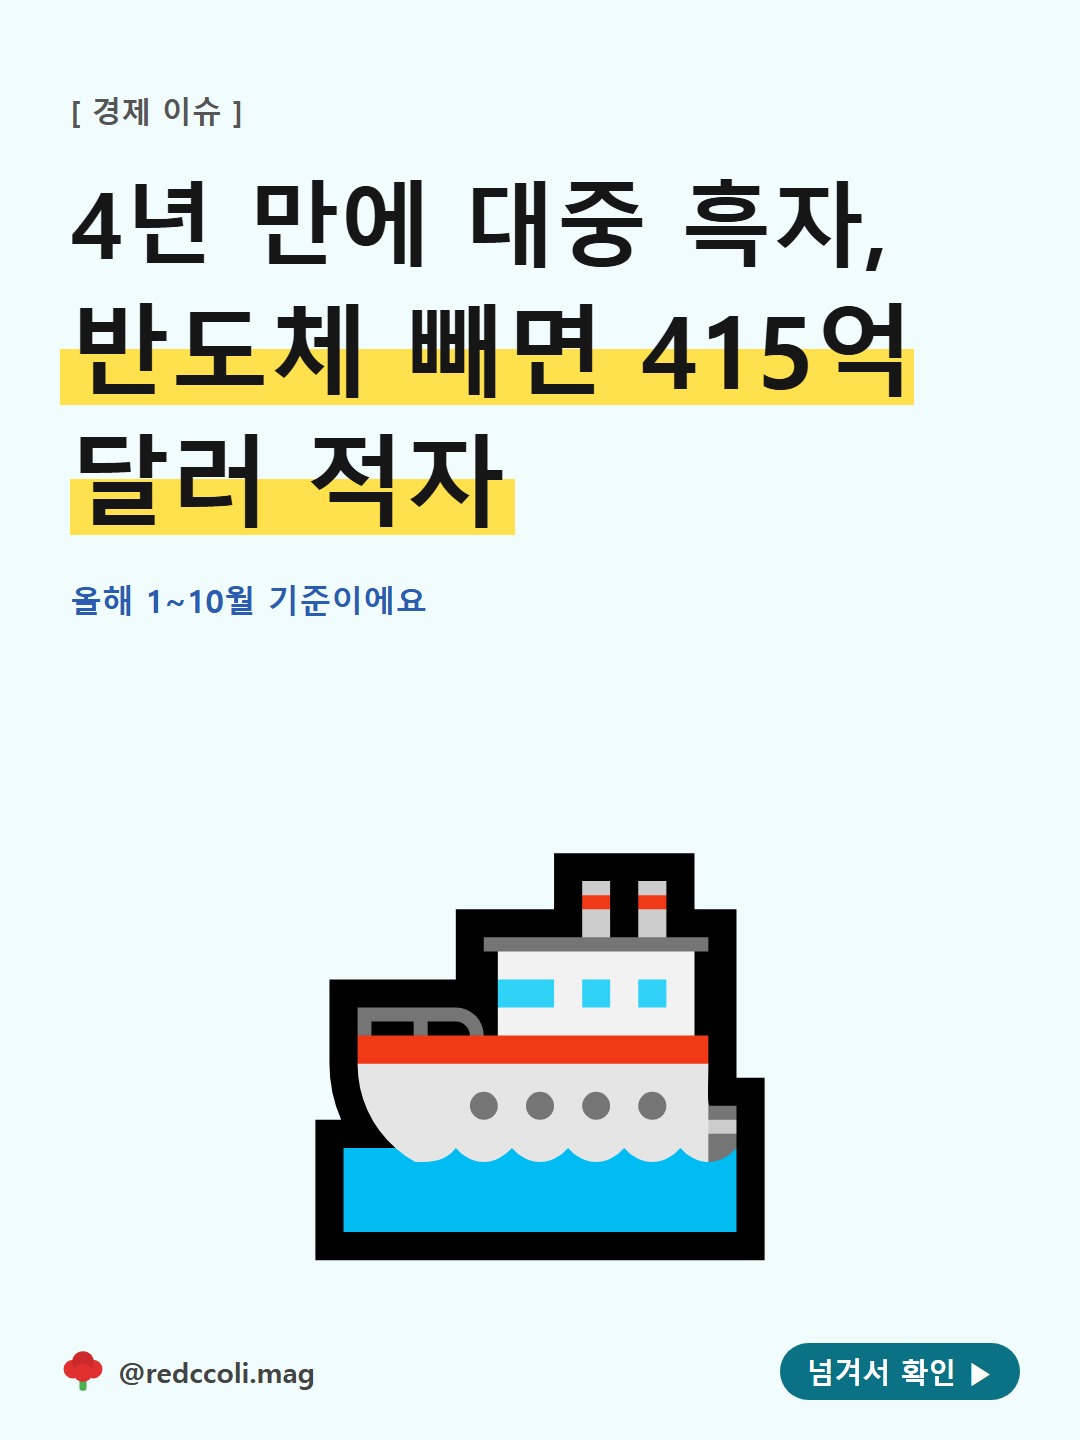 [ 경제 이슈 ]
4년 만에 대중 흑자,
반도체 빼면 415억
달러 적자
올해 1~10월 기준이에요
@redccoli.mag
넘겨서 확인 ▶